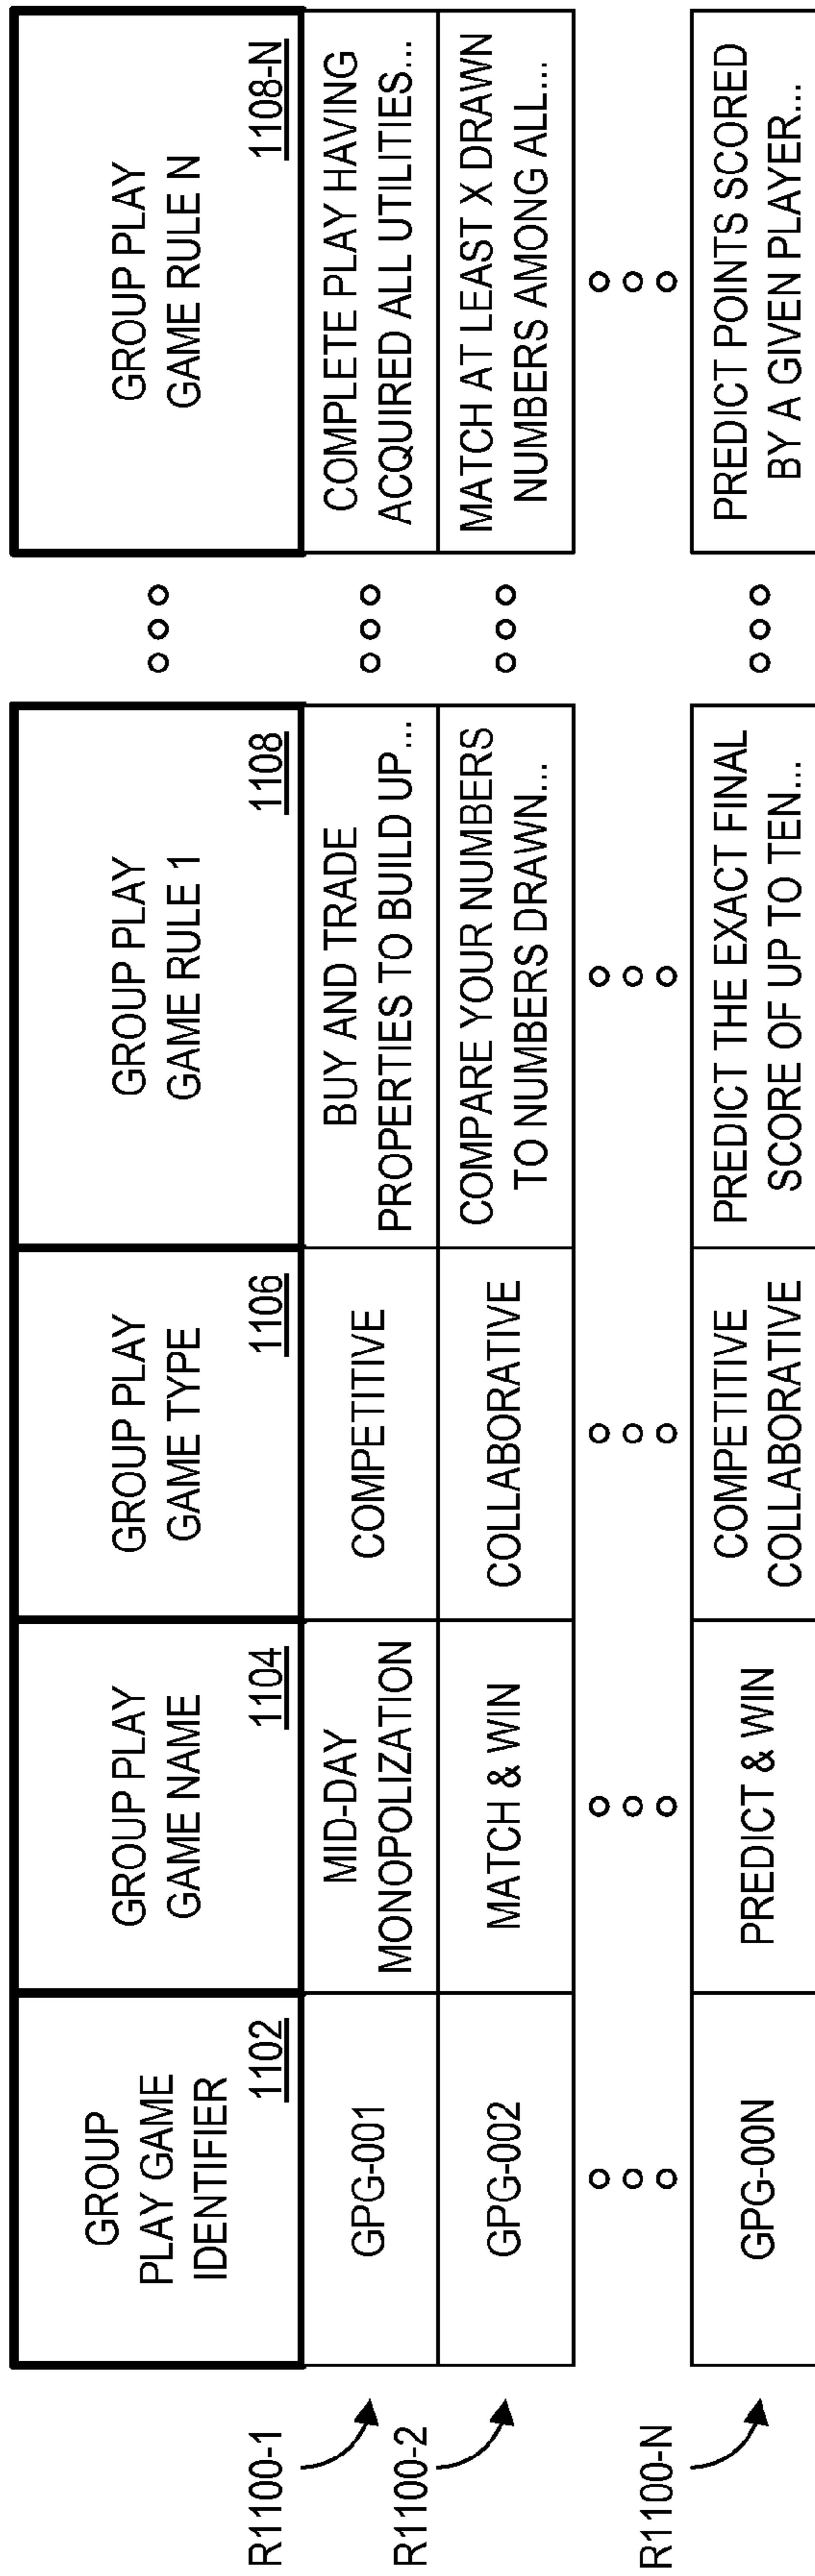 GROUP
PLAY GAME
IDENTIFIER
1102
GROUP PLAY
GAME NAME
1104
GROUP PLAY
GAME TYPE
1106
GROUP PLAY
GAME RULE 1
1108
GROUP PLAY
GAME RULE N
1108-N
R1100-1
GPG-001
MID-DAY
MONOPOLIZATION
COMPETITIVE
BUY AND TRADE
PROPERTIES TO BUILD UP...
COMPLETE PLAY HAVING
ACQUIRED ALL UTILITIES...
R1100-2
GPG-002
MATCH & WIN
COLLABORATIVE
COMPARE YOUR NUMBERS
TO NUMBERS DRAWN...
MATCH AT LEAST X DRAWN
NUMBERS AMONG ALL...
R1100-N
GPG-00N
PREDICT & WIN
COMPETITIVE
COLLABORATIVE
PREDICT THE EXACT FINAL
SCORE OF UP TO TEN...
PREDICT POINTS SCORED
BY A GIVEN PLAYER...